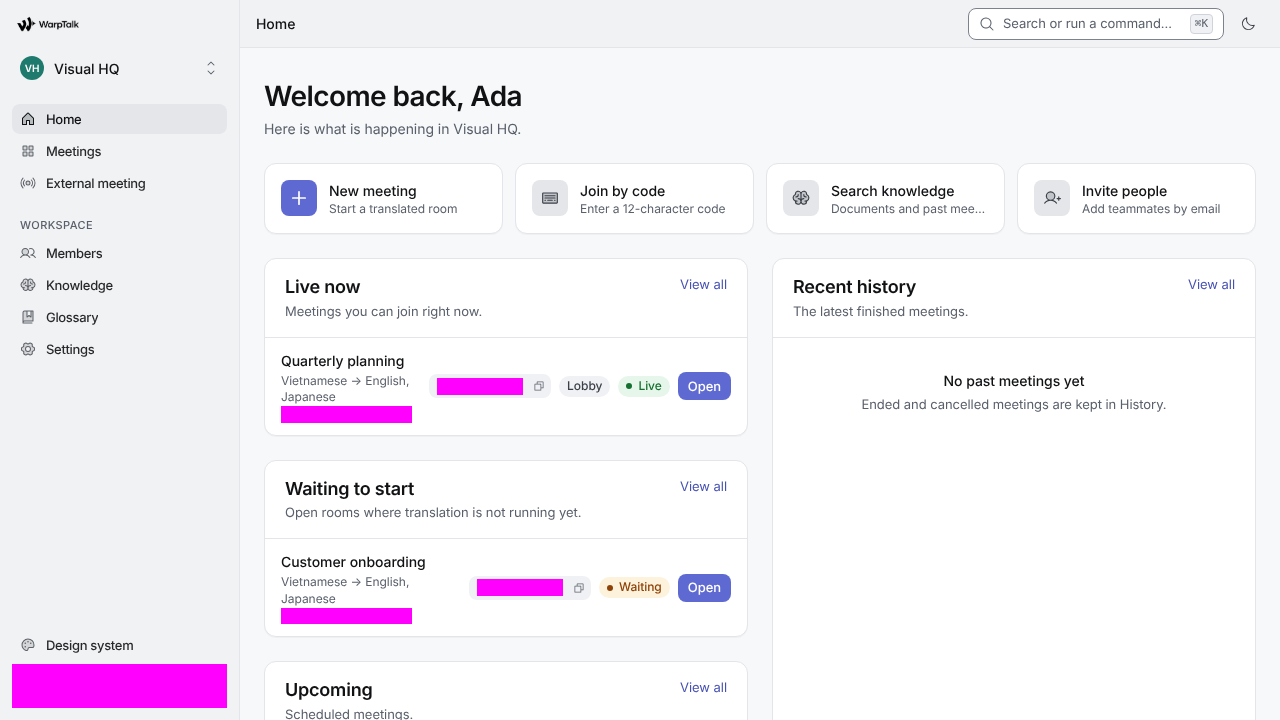 WarpTalk
VH
Visual HQ
Home
Meetings
External meeting
WORKSPACE
Members
Knowledge
Glossary
Settings
Design system
Home
Search or run a command...
⌘K
Welcome back, Ada
Here is what is happening in Visual HQ.
New meeting
Start a translated room
Join by code
Enter a 12-character code
Search knowledge
Documents and past mee...
Invite people
Add teammates by email
Live now
View all
Meetings you can join right now.
Quarterly planning
Vietnamese → English,
Japanese
Lobby
Live
Open
Waiting to start
View all
Open rooms where translation is not running yet.
Customer onboarding
Vietnamese → English,
Japanese
Waiting
Open
Upcoming
View all
Scheduled meetings.
Recent history
View all
The latest finished meetings.
No past meetings yet
Ended and cancelled meetings are kept in History.